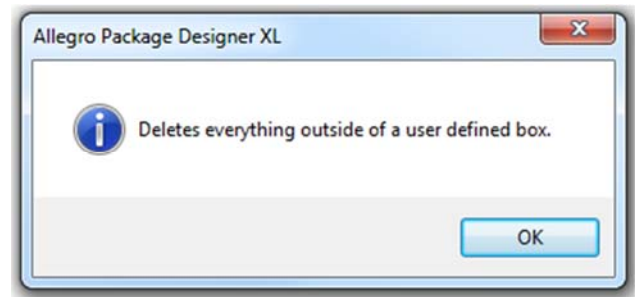 Allegro Package Designer XL
Deletes everything outside of a user defined box.
OK